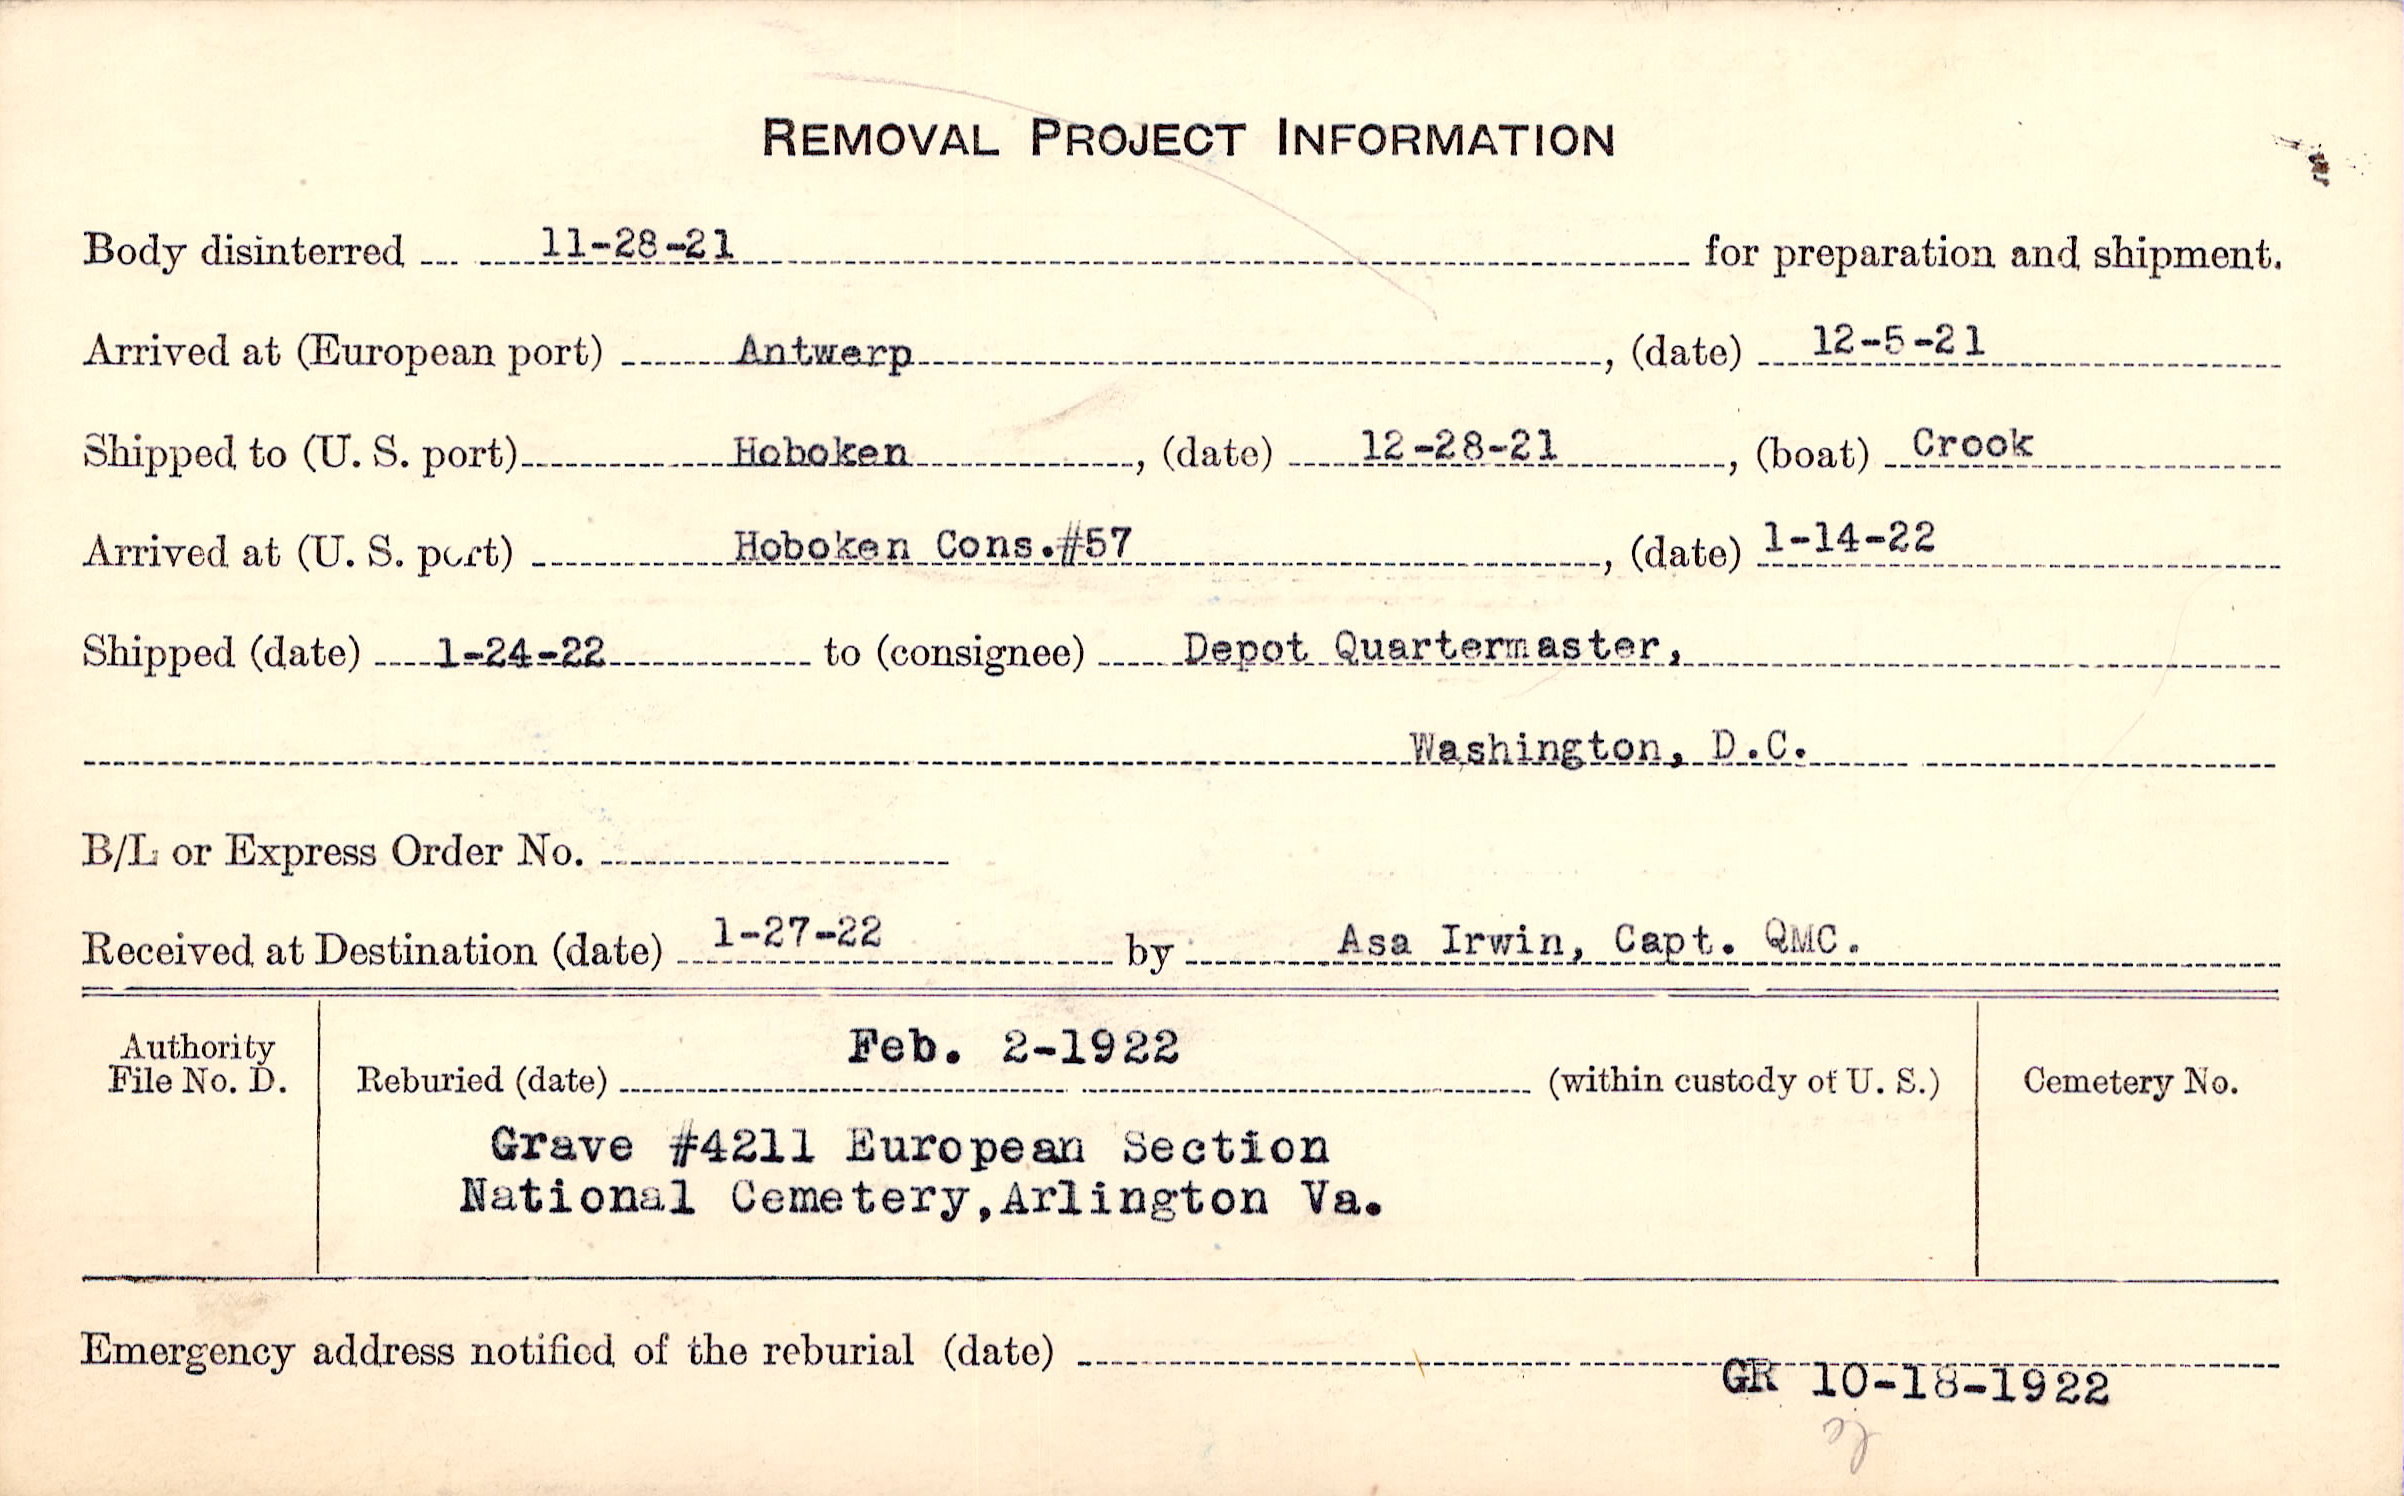 REMOVAL PROJECT INFORMATION
Body disinterred 11-28-21 for preparation and shipment.
Arrived at (European port) Antwerp, (date) 12-5-21
Shipped to (U. S. port) Hoboken, (date) 12-28-21, (boat) Crook
Arrived at (U. S. port) Hoboken Cons.#57, (date) 1-14-22
Shipped (date) 1-24-22 to (consignee) Depot Quartermaster,
Washington, D.C.
B/L or Express Order No.
Received at Destination (date) 1-27-22 by Asa Irwin, Capt. QMC.
Authority
File No. D.
Reburied (date) Feb. 2-1922 (within custody of U. S.)
Grave #4211 European Section
National Cemetery,Arlington Va.
Cemetery No.
Emergency address notified of the reburial (date)
GR 10-18-1922